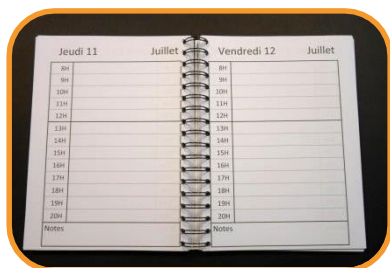 Jeudi 11 Juillet
8H
9H
10H
11H
12H
13H
14H
15H
16H
17H
18H
19H
20H
Notes
Vendredi 12 Juillet
8H
9H
10H
11H
12H
13H
14H
15H
16H
17H
18H
19H
20H
Notes